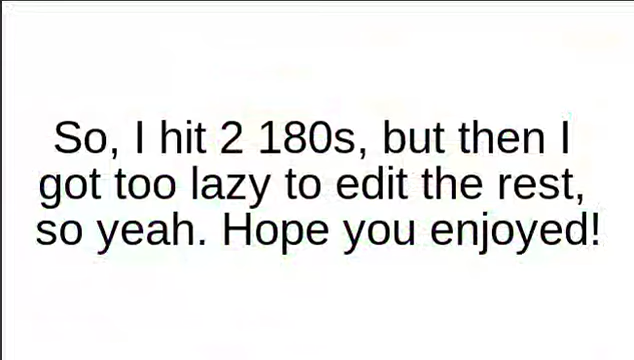 So, I hit 2 180s, but then I
got too lazy to edit the rest,
so yeah. Hope you enjoyed!